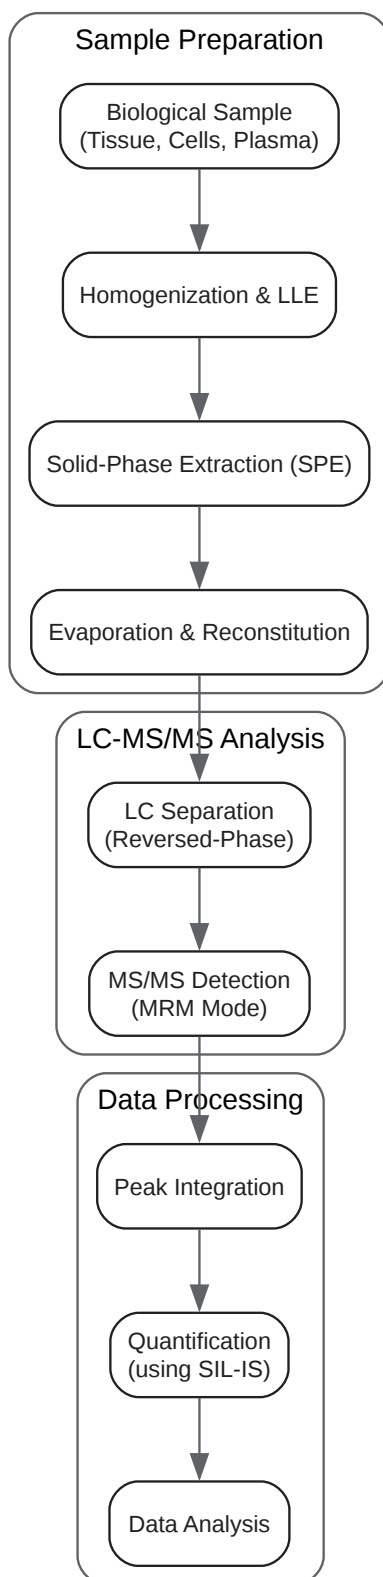 Sample Preparation
Biological Sample
(Tissue, Cells, Plasma)
Homogenization & LLE
Solid-Phase Extraction (SPE)
Evaporation & Reconstitution
LC-MS/MS Analysis
LC Separation
(Reversed-Phase)
MS/MS Detection
(MRM Mode)
Data Processing
Peak Integration
Quantification
(using SIL-IS)
Data Analysis